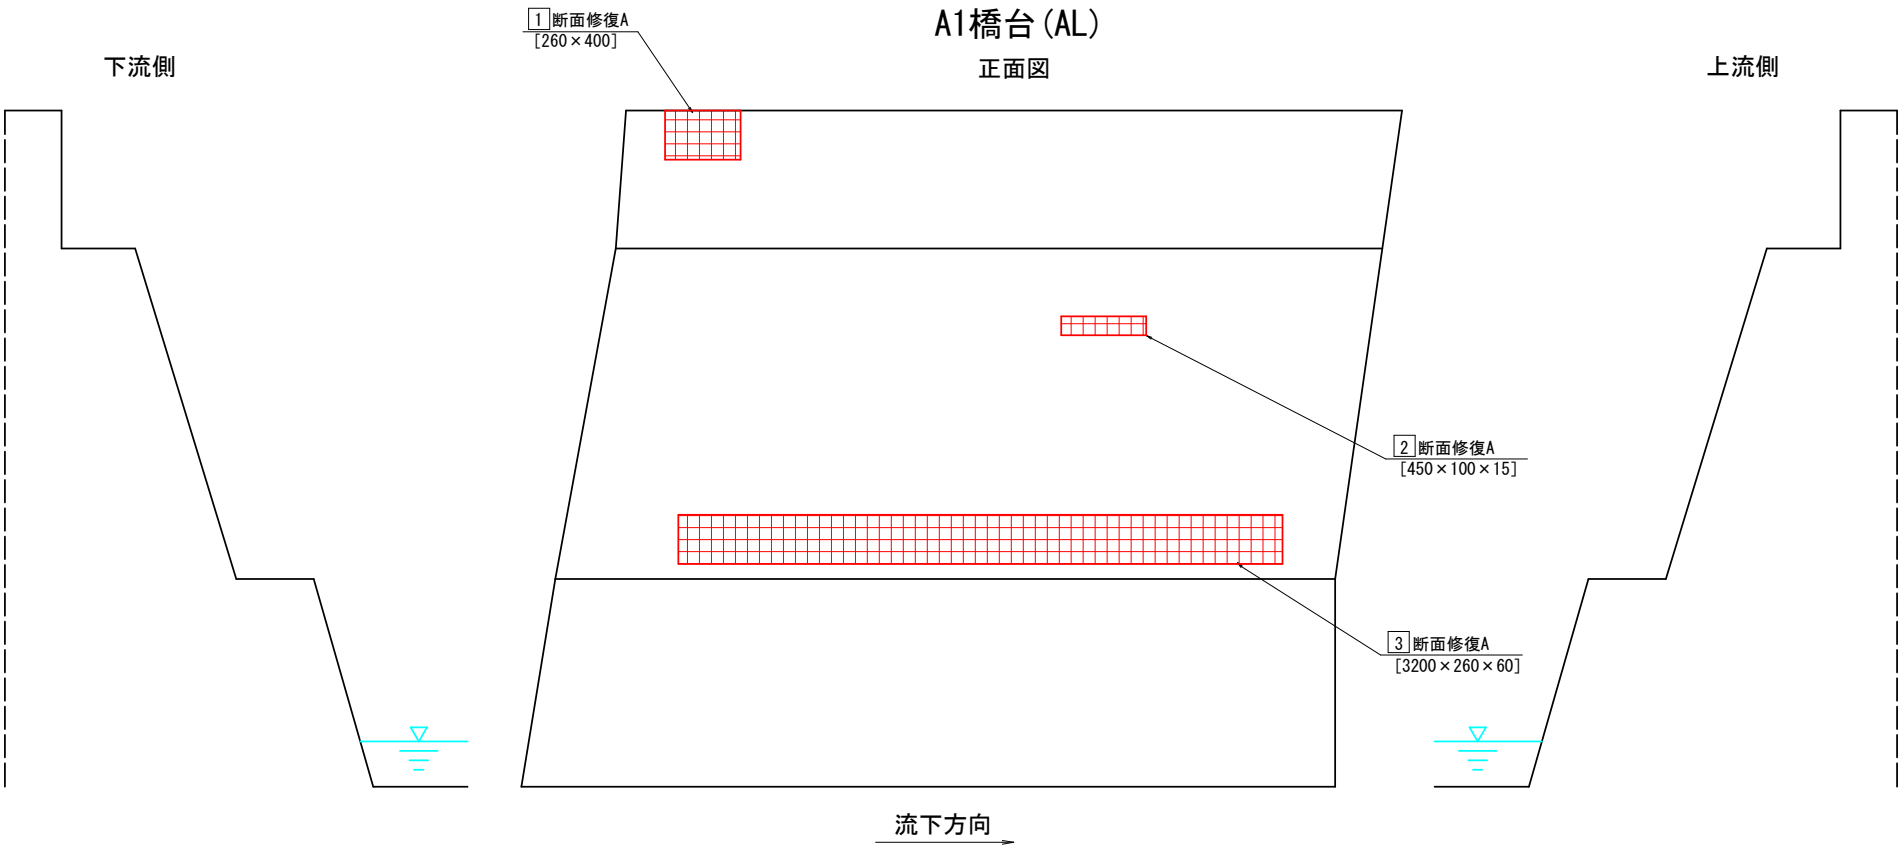 A1橋台(AL)
1 断面修復A
[260×400]
下流側
正面図
上流側
2 断面修復A
[450×100×15]
3 断面修復A
[3200×260×60]
流下方向